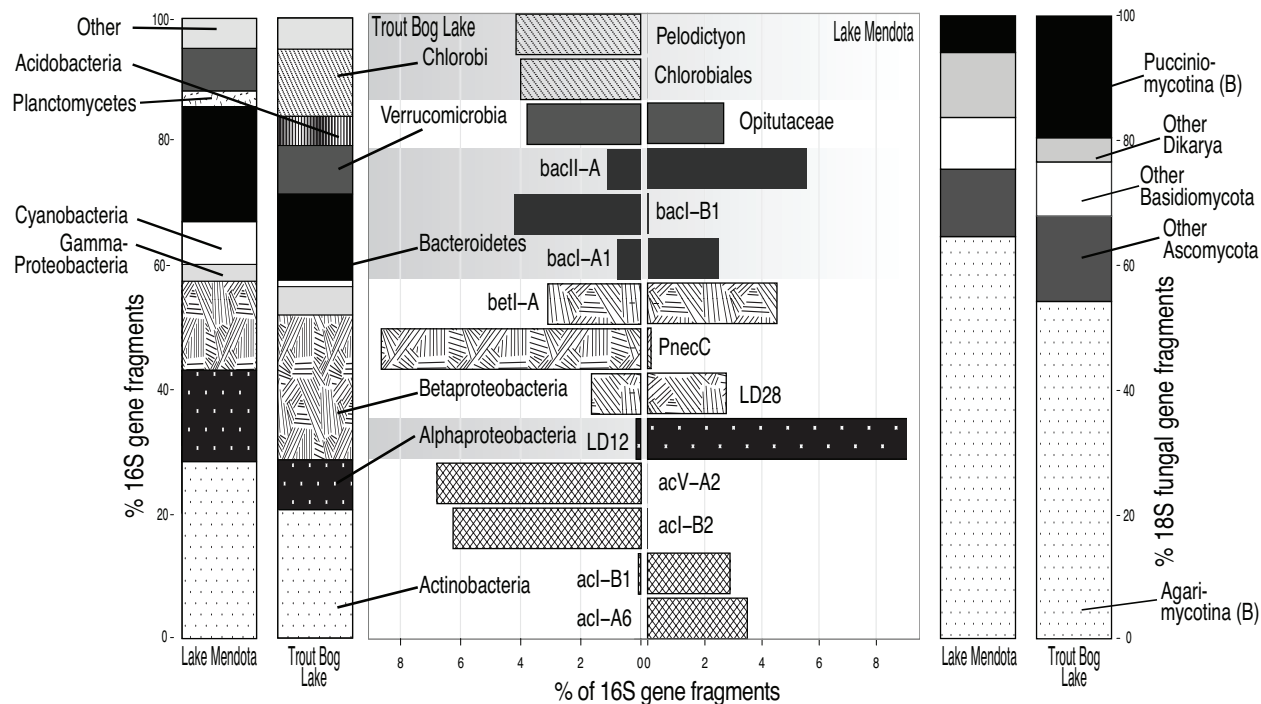 100
80
60
40
20
0
% 16S gene fragments
Other
Acidobacteria
Planctomycetes
Cyanobacteria
Gamma-
Proteobacteria
Lake Mendota
Trout Bog
Lake
Trout Bog Lake
Lake Mendota
Chlorobi
Verrucomicrobia
Bacteroidetes
Betaproteobacteria
Alphaproteobacteria
Actinobacteria
Pelodictyon
Chlorobiales
Opitutaceae
bacII–A
bacI–B1
bacI–A1
betI–A
PnecC
LD28
LD12
acV–A2
acI–B2
acI–B1
acI–A6
8 6 4 2 0 0 2 4 6 8
% of 16S gene fragments
Lake Mendota
Trout Bog
Lake
100
80
60
40
20
0
% 18S fungal gene fragments
Puccinio-
mycotina (B)
Other
Dikarya
Other
Basidiomycota
Other
Ascomycota
Agari-
mycotina (B)